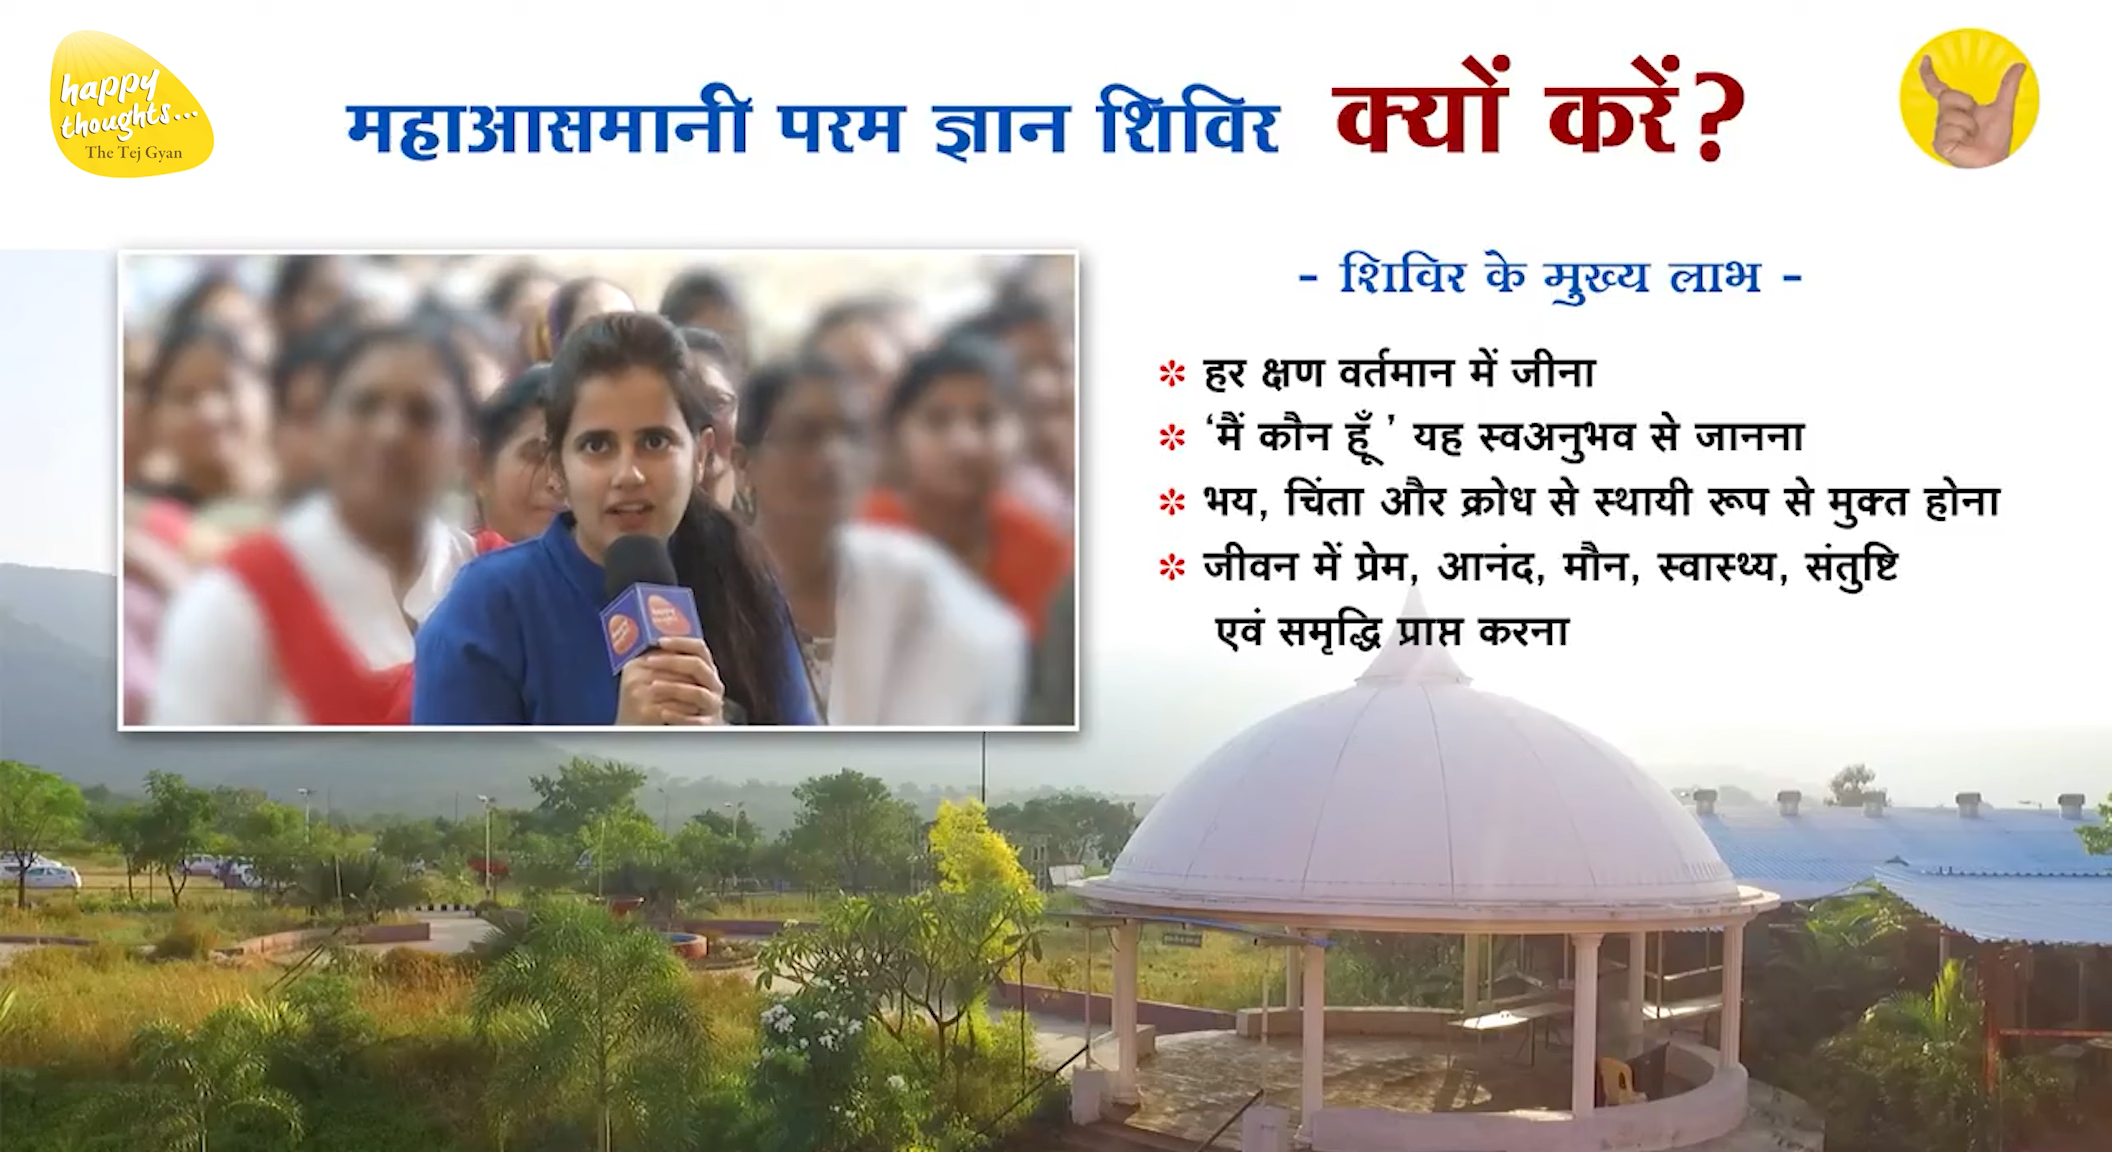 happy
thoughts...
The Tej Gyan
महाआसमानी परम ज्ञान शिविर क्यों करें?
- शिविर के मुख्य लाभ -
* हर क्षण वर्तमान में जीना
* ‘मैं कौन हूँ ’ यह स्वअनुभव से जानना
* भय, चिंता और क्रोध से स्थायी रूप से मुक्त होना
* जीवन में प्रेम, आनंद, मौन, स्वास्थ्य, संतुष्टि
एवं समृद्धि प्राप्त करना